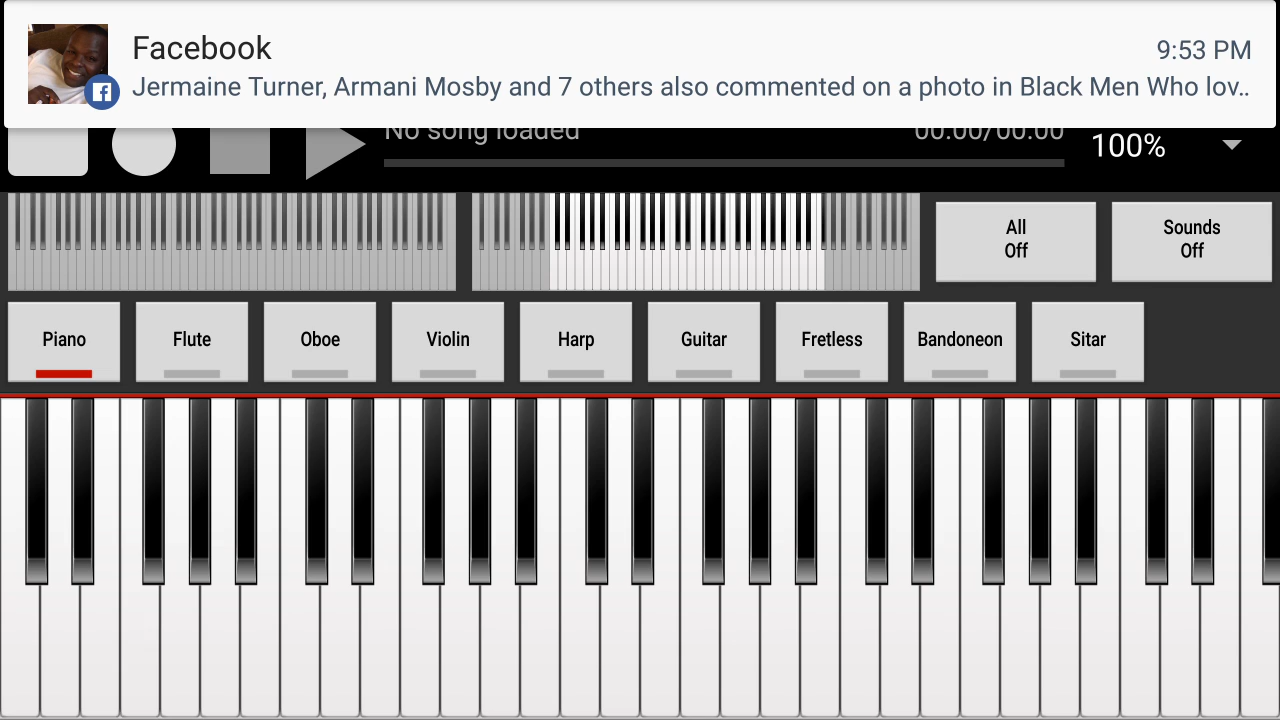 Facebook
9:53 PM
Jermaine Turner, Armani Mosby and 7 others also commented on a photo in Black Men Who lov..
No song loaded
00:00/00:00
100%
All
Off
Sounds
Off
Piano
Flute
Oboe
Violin
Harp
Guitar
Fretless
Bandoneon
Sitar